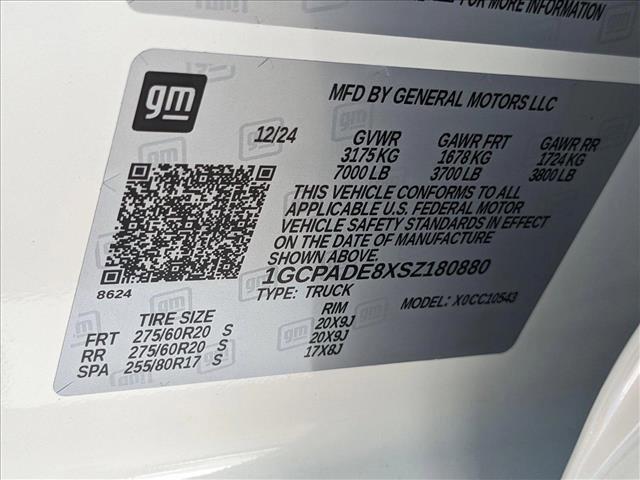 FOR MORE INFORMATION
gm
MFD BY GENERAL MOTORS LLC
12/24 GVWR GAWR FRT GAWR RR
3175 KG 1678 KG 1724 KG
7000 LB 3700 LB 3800 LB
THIS VEHICLE CONFORMS TO ALL
APPLICABLE U.S. FEDERAL MOTOR
VEHICLE SAFETY STANDARDS IN EFFECT
ON THE DATE OF MANUFACTURE
SHOWN ABOVE.
1GCPADE8XSZ180880
8624
TYPE: TRUCK MODEL: X0CC10543
TIRE SIZE RIM
FRT 275/60R20 S 20X9J
RR 275/60R20 S 20X9J
SPA 255/80R17 S 17X8J